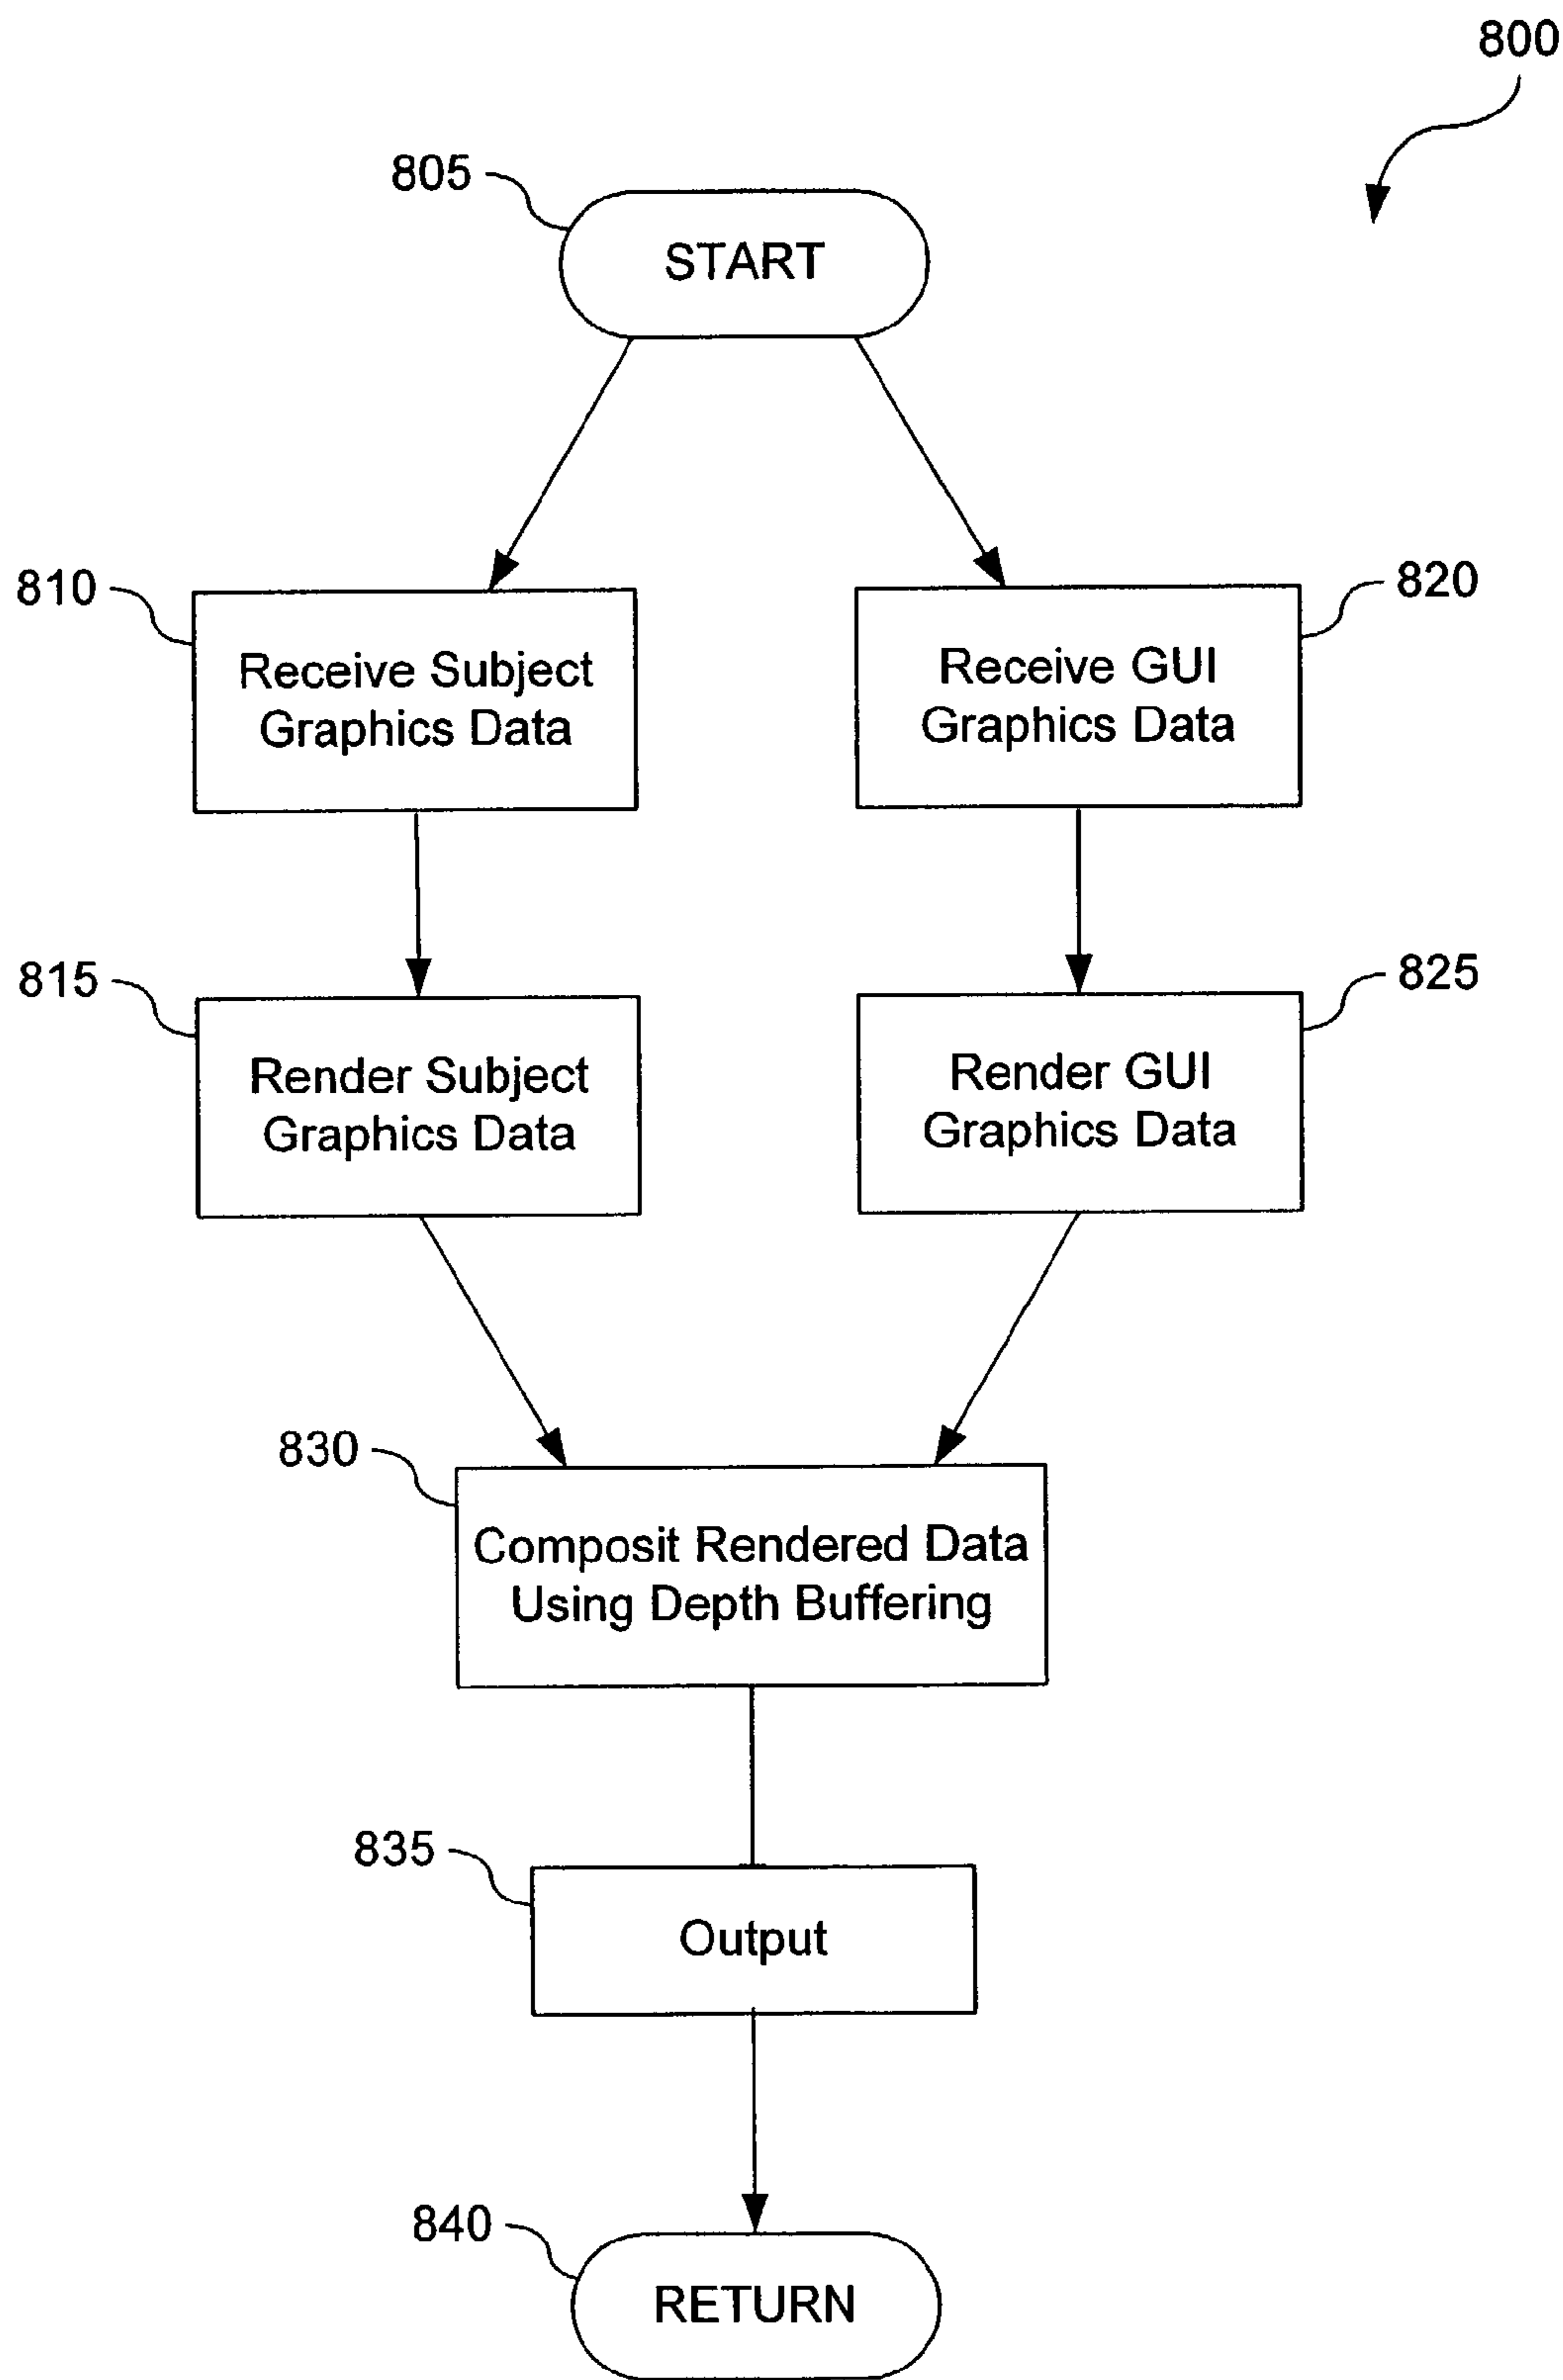 800
805
START
810
Receive Subject
Graphics Data
820
Receive GUI
Graphics Data
815
Render Subject
Graphics Data
825
Render GUI
Graphics Data
830
Composit Rendered Data
Using Depth Buffering
835
Output
840
RETURN